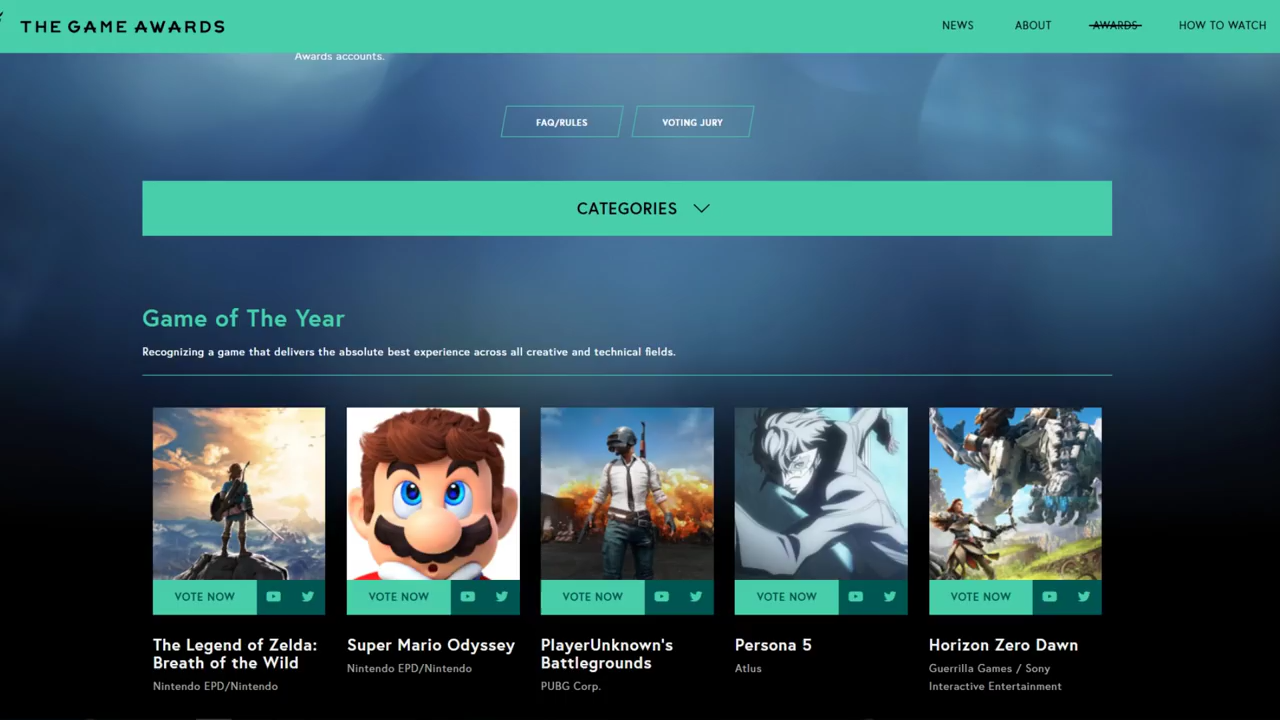 THE GAME AWARDS
NEWS
ABOUT
AWARDS
HOW TO WATCH
Awards accounts.
FAQ/RULES
VOTING JURY
CATEGORIES
Game of The Year
Recognizing a game that delivers the absolute best experience across all creative and technical fields.
VOTE NOW
VOTE NOW
VOTE NOW
VOTE NOW
VOTE NOW
The Legend of Zelda:
Breath of the Wild
Nintendo EPD/Nintendo
Super Mario Odyssey
Nintendo EPD/Nintendo
PlayerUnknown's
Battlegrounds
PUBG Corp.
Persona 5
Atlus
Horizon Zero Dawn
Guerrilla Games / Sony
Interactive Entertainment